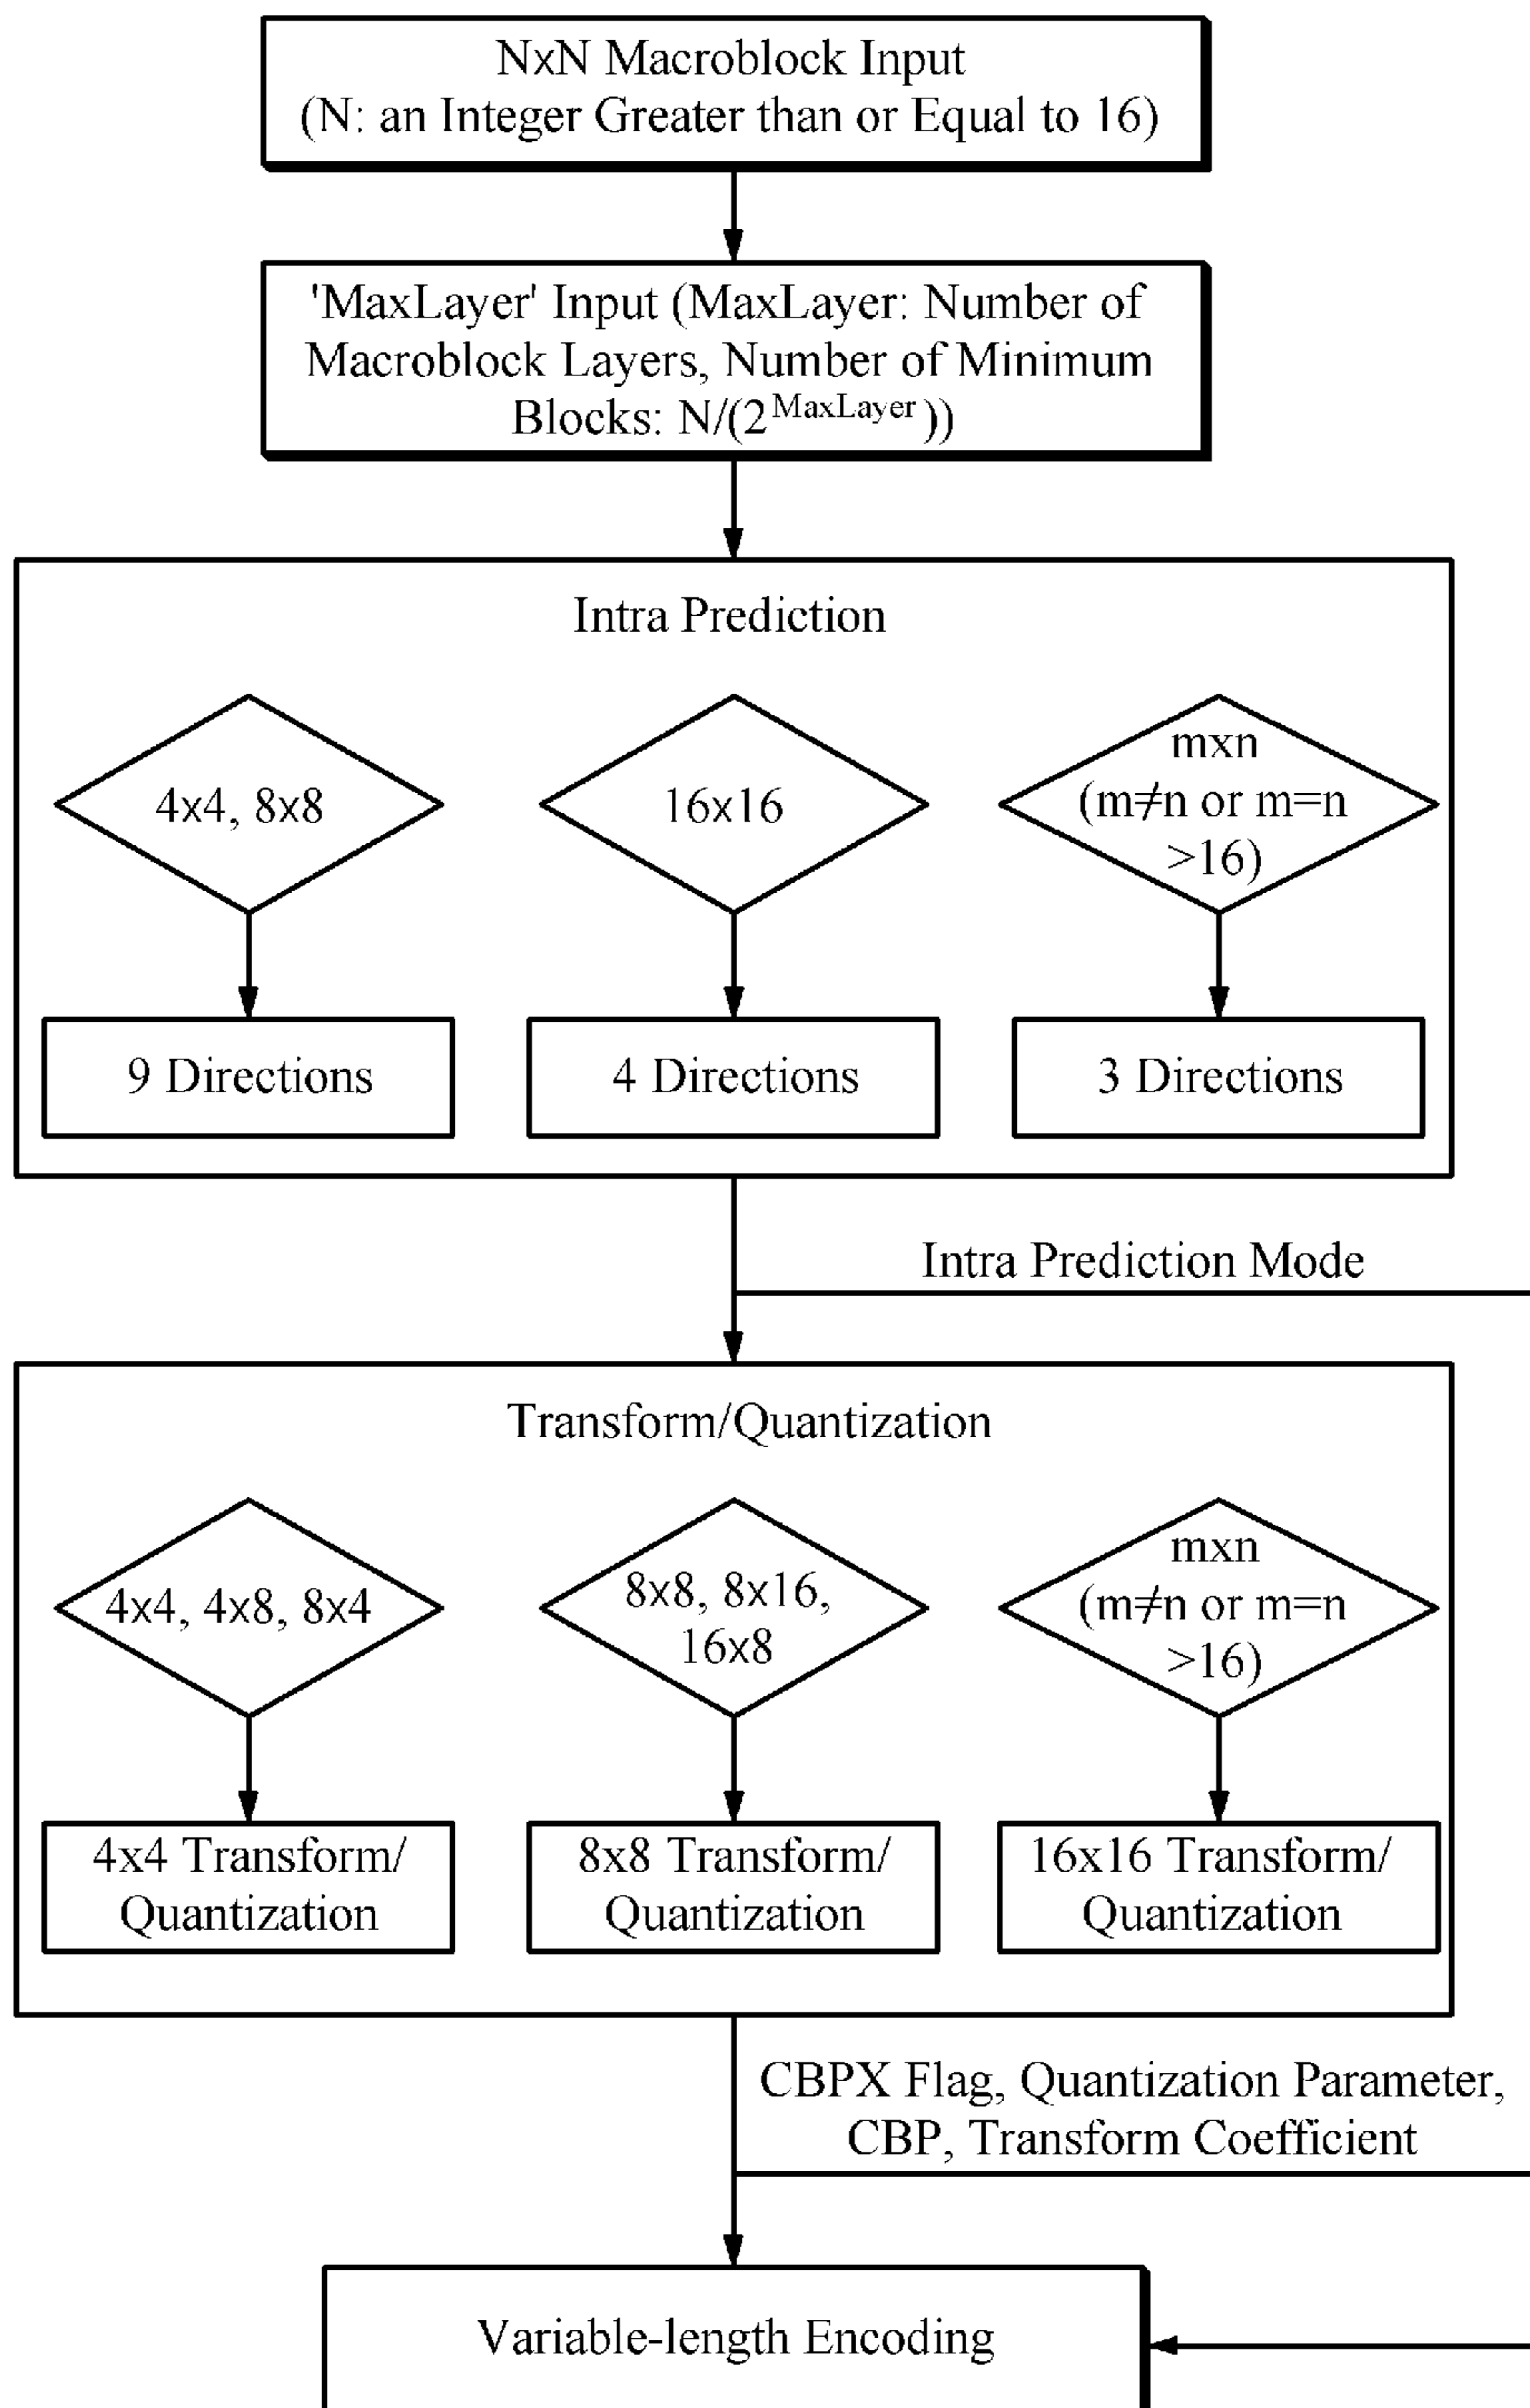 NxN Macroblock Input
(N: an Integer Greater than or Equal to 16)
'MaxLayer' Input (MaxLayer: Number of
Macroblock Layers, Number of Minimum
Blocks: N/(2^MaxLayer))
Intra Prediction
4x4, 8x8
16x16
mxn
(m≠n or m=n
>16)
9 Directions
4 Directions
3 Directions
Intra Prediction Mode
Transform/Quantization
4x4, 4x8, 8x4
8x8, 8x16,
16x8
mxn
(m≠n or m=n
>16)
4x4 Transform/
Quantization
8x8 Transform/
Quantization
16x16 Transform/
Quantization
CBPX Flag, Quantization Parameter,
CBP, Transform Coefficient
Variable-length Encoding